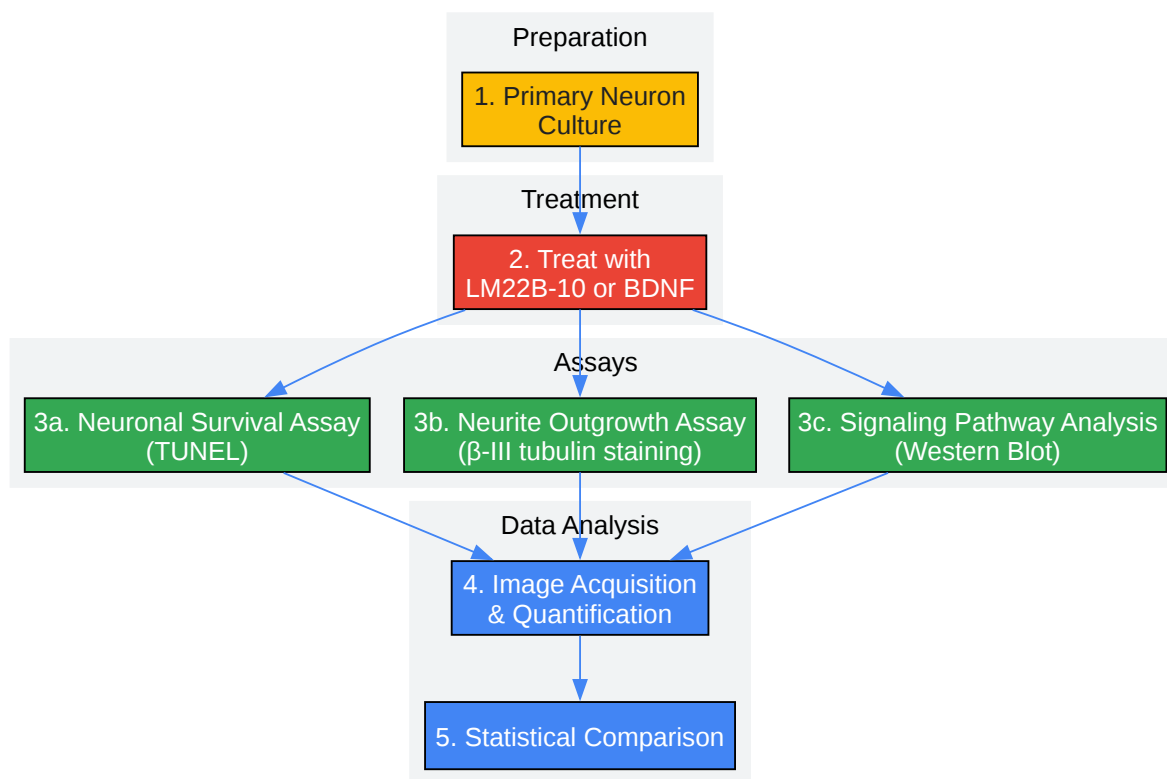 Preparation
1. Primary Neuron
Culture
Treatment
2. Treat with
LM22B-10 or BDNF
Assays
3a. Neuronal Survival Assay
(TUNEL)
3b. Neurite Outgrowth Assay
(β-III tubulin staining)
3c. Signaling Pathway Analysis
(Western Blot)
Data Analysis
4. Image Acquisition
& Quantification
5. Statistical Comparison